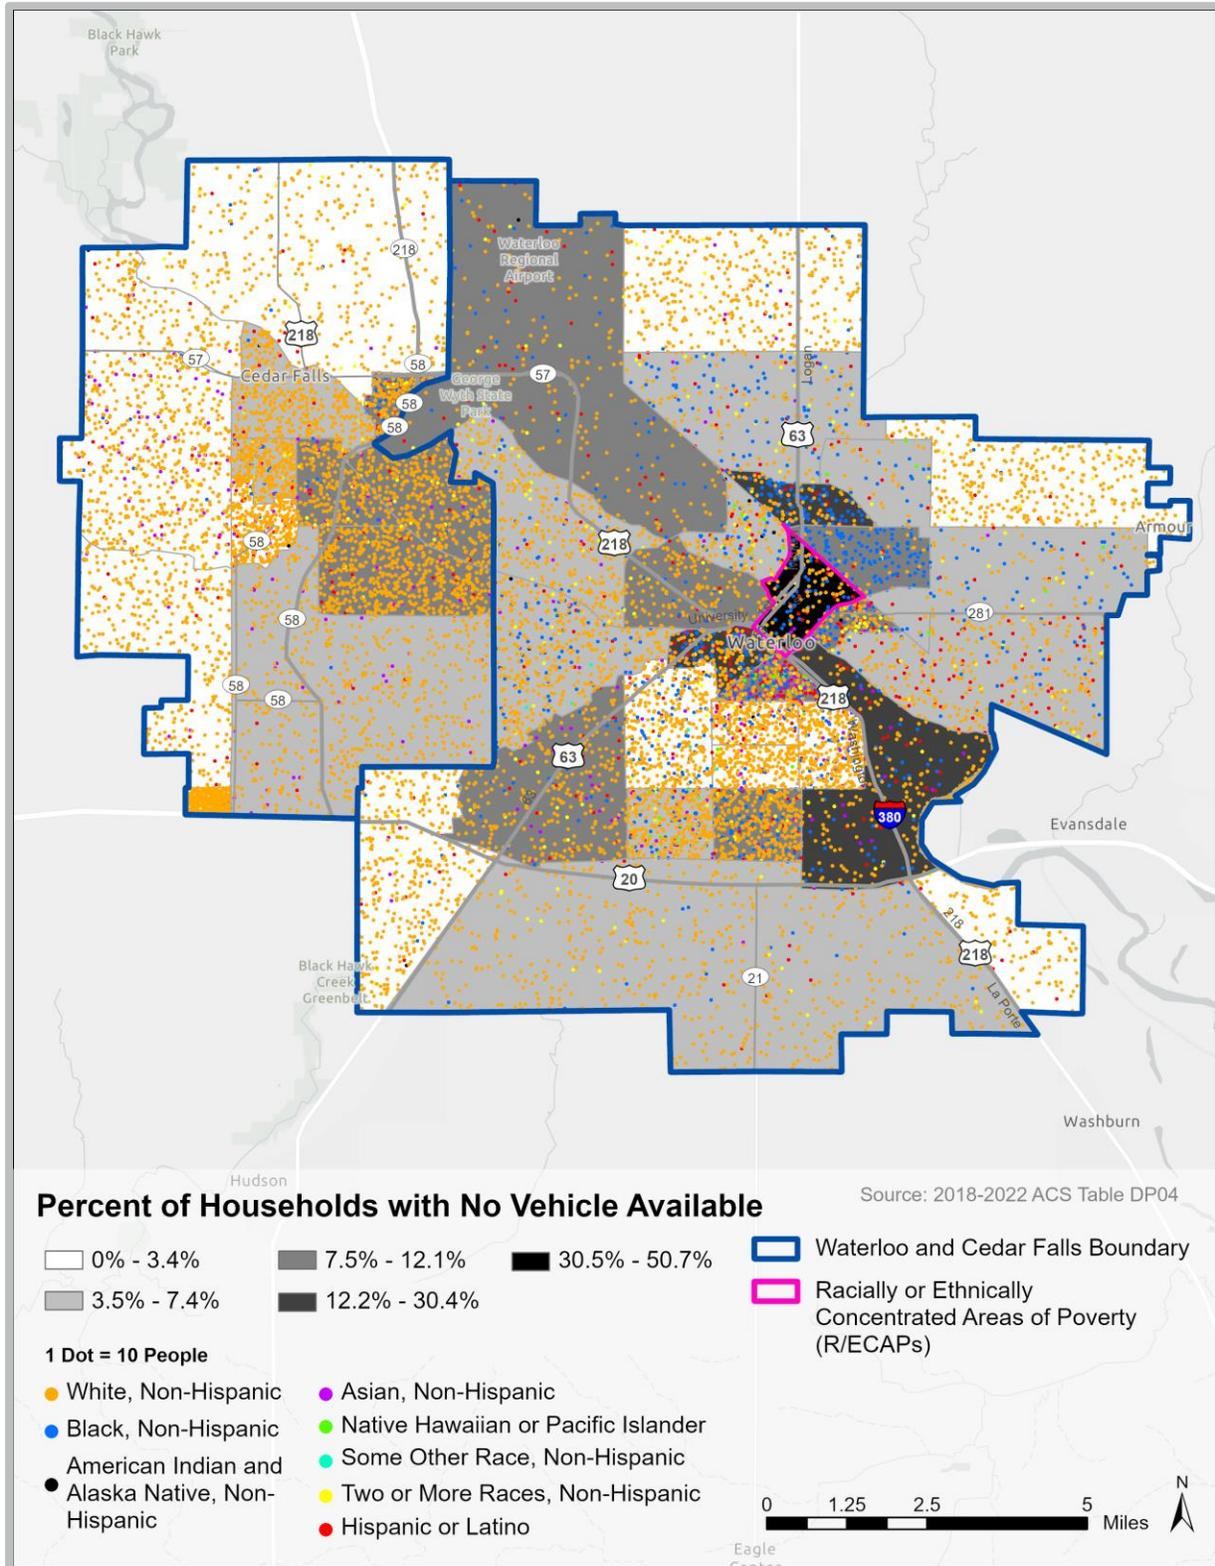 Black Hawk
Park
Waterloo
Regional
Airport
218
218
57
Cedar Falls
58
George
Wyth State
Park
57
58
58
Logan
63
58
218
Armour
University
281
58
Waterloo
58
58
218
Washington
63
63
380
Evansdale
20
218
218
Black Hawk
Creek
Greenbelt
21
La Porte
Washburn
Hudson
Percent of Households with No Vehicle Available
Source: 2018-2022 ACS Table DP04
0% - 3.4%
7.5% - 12.1%
30.5% - 50.7%
3.5% - 7.4%
12.2% - 30.4%
Waterloo and Cedar Falls Boundary
Racially or Ethnically
Concentrated Areas of Poverty
(R/ECAPs)
1 Dot = 10 People
White, Non-Hispanic
Black, Non-Hispanic
American Indian and
Alaska Native, Non-
Hispanic
Asian, Non-Hispanic
Native Hawaiian or Pacific Islander
Some Other Race, Non-Hispanic
Two or More Races, Non-Hispanic
Hispanic or Latino
0 1.25 2.5 5
Miles
N
Eagle